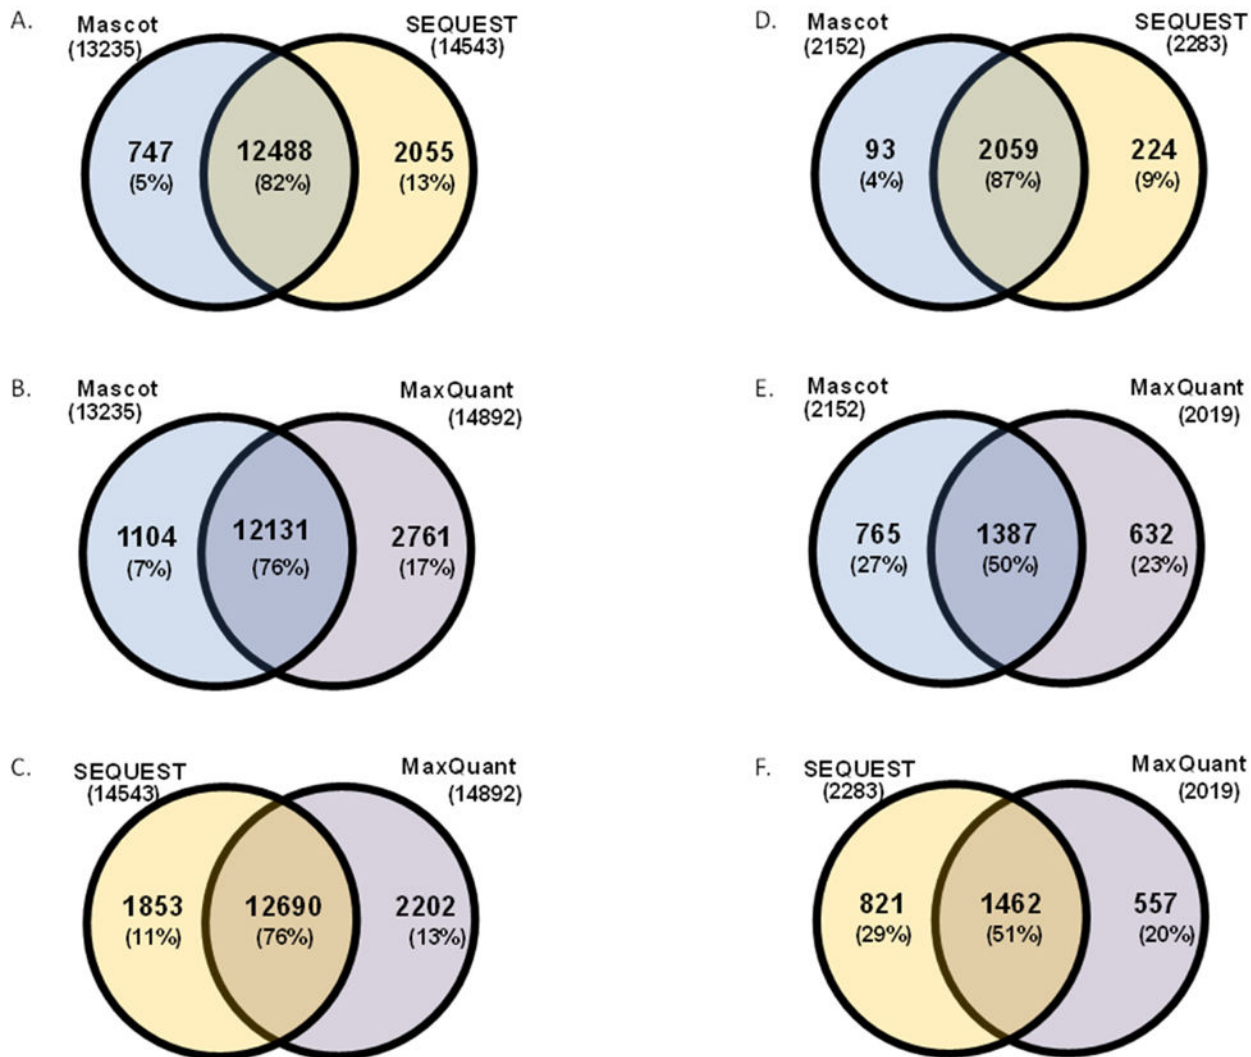 A.
Mascot
(13235)
SEQUEST
(14543)
747
(5%)
12488
(82%)
2055
(13%)
D.
Mascot
(2152)
SEQUEST
(2283)
93
(4%)
2059
(87%)
224
(9%)
B.
Mascot
(13235)
MaxQuant
(14892)
1104
(7%)
12131
(76%)
2761
(17%)
E.
Mascot
(2152)
MaxQuant
(2019)
765
(27%)
1387
(50%)
632
(23%)
C.
SEQUEST
(14543)
MaxQuant
(14892)
1853
(11%)
12690
(76%)
2202
(13%)
F.
SEQUEST
(2283)
MaxQuant
(2019)
821
(29%)
1462
(51%)
557
(20%)